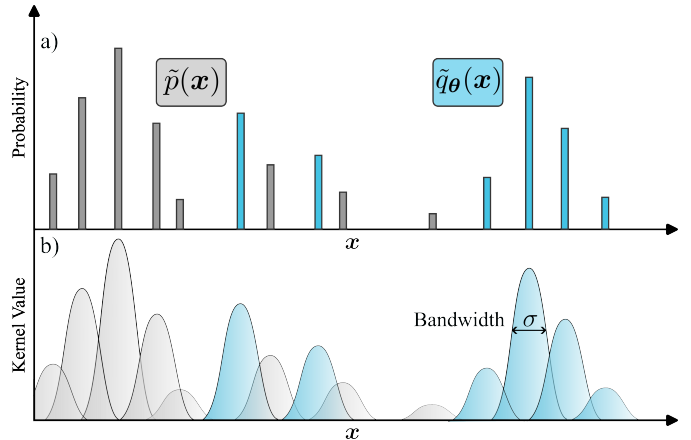 a)
Probability
p̃(x)
q̃θ(x)
x
b)
Kernel Value
Bandwidth σ
x